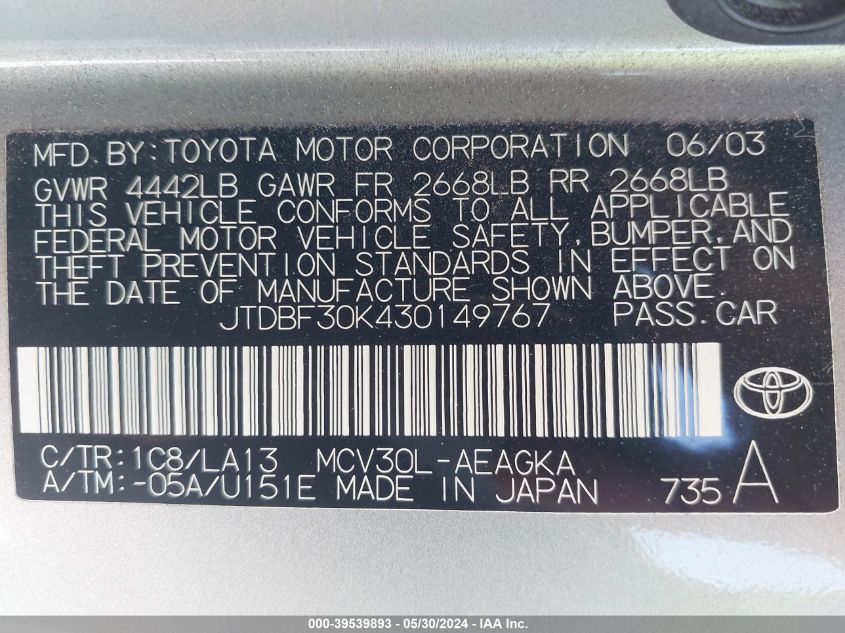 MFD. BY: TOYOTA MOTOR CORPORATION 06/03
GVWR 4442LB GAWR FR 2668LB RR 2668LB
THIS VEHICLE CONFORMS TO ALL APPLICABLE
FEDERAL MOTOR VEHICLE SAFETY, BUMPER, AND
THEFT PREVENTION STANDARDS IN EFFECT ON
THE DATE OF MANUFACTURE SHOWN ABOVE.
JTDBF30K430149767 PASS. CAR
C/TR: 1C8/LA13 MCV30L-AEAGKA
A/TM: -05A/U151E MADE IN JAPAN 735 A
000-39539893 — 05/30/2024 — IAA, Inc.